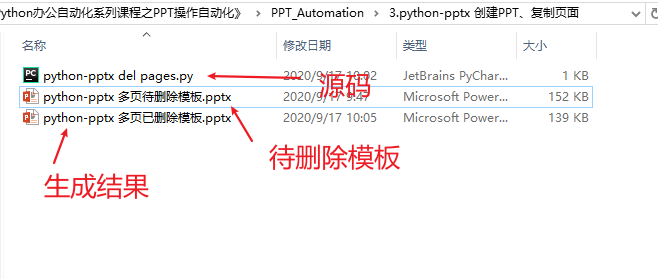 Python办公自动化系列课程之PPT操作自动化》 > PPT_Automation > 3.python-pptx 创建PPT、复制页面
名称 修改日期 类型 大小
python-pptx del pages.py 2020/9/17 10:02 JetBrains PyChar... 1 KB
源码
python-pptx 多页待删除模板.pptx 2020/9/17 9:47 Microsoft Power... 152 KB
python-pptx 多页已删除模板.pptx 2020/9/17 10:05 Microsoft Power... 139 KB
待删除模板
生成结果